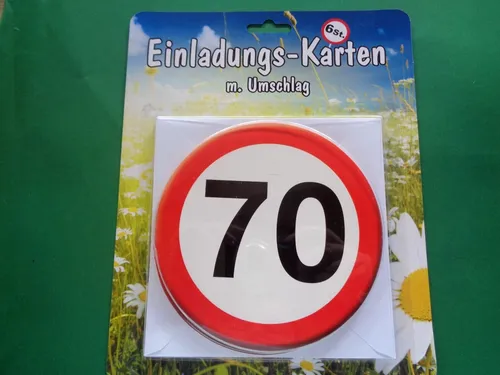 6st.
Einladungs-Karten
m. Umschlag
70